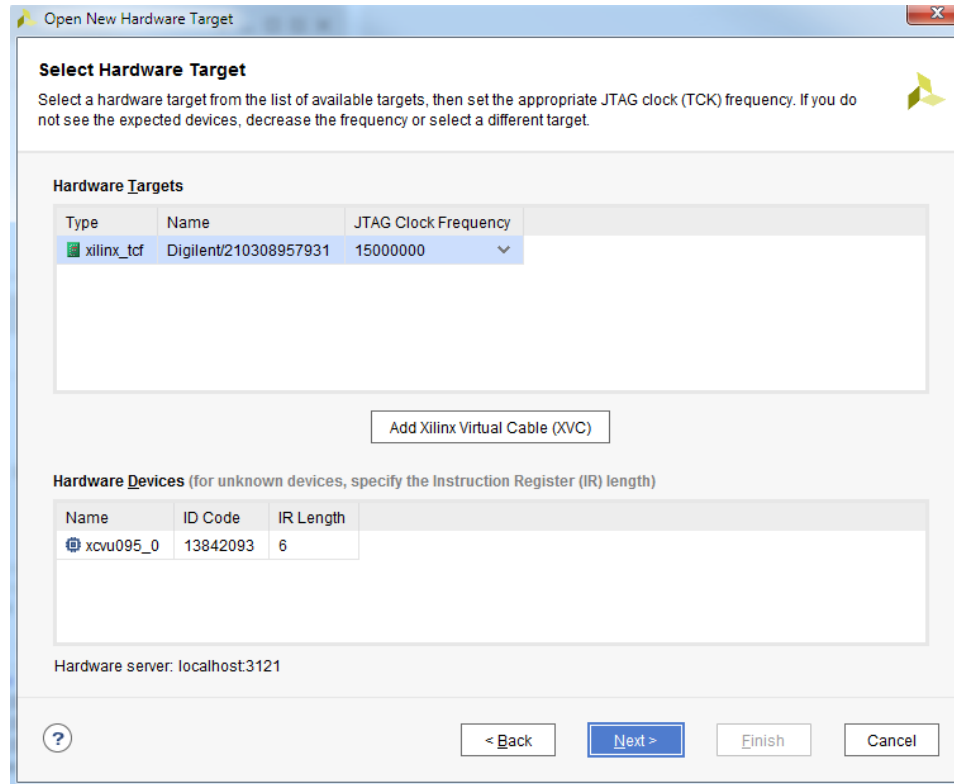 Open New Hardware Target
Select Hardware Target
Select a hardware target from the list of available targets, then set the appropriate JTAG clock (TCK) frequency. If you do
not see the expected devices, decrease the frequency or select a different target.
Hardware Targets
Type Name JTAG Clock Frequency
xilinx_tcf Digilent/210308957931 15000000
Add Xilinx Virtual Cable (XVC)
Hardware Devices (for unknown devices, specify the Instruction Register (IR) length)
Name ID Code IR Length
xcvu095_0 13842093 6
Hardware server: localhost:3121
? < Back Next > Finish Cancel